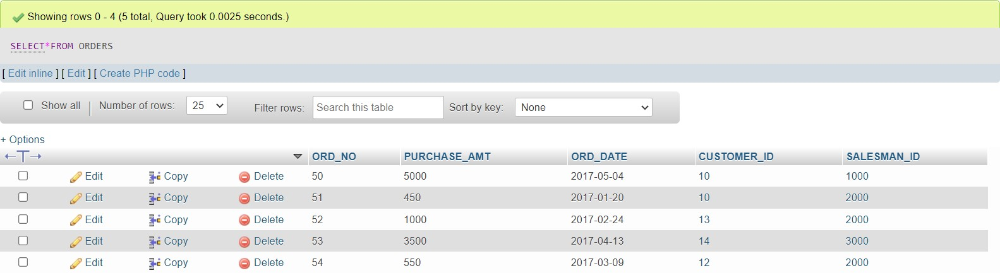 Showing rows 0 - 4 (5 total, Query took 0.0025 seconds.)
SELECT*FROM ORDERS
[ Edit inline ] [ Edit ] [ Create PHP code ]
Show all | Number of rows: 25 Filter rows: Search this table Sort by key: None
+ Options
←T→ ORD_NO PURCHASE_AMT ORD_DATE CUSTOMER_ID SALESMAN_ID
Edit Copy Delete 50 5000 2017-05-04 10 1000
Edit Copy Delete 51 450 2017-01-20 10 2000
Edit Copy Delete 52 1000 2017-02-24 13 2000
Edit Copy Delete 53 3500 2017-04-13 14 3000
Edit Copy Delete 54 550 2017-03-09 12 2000